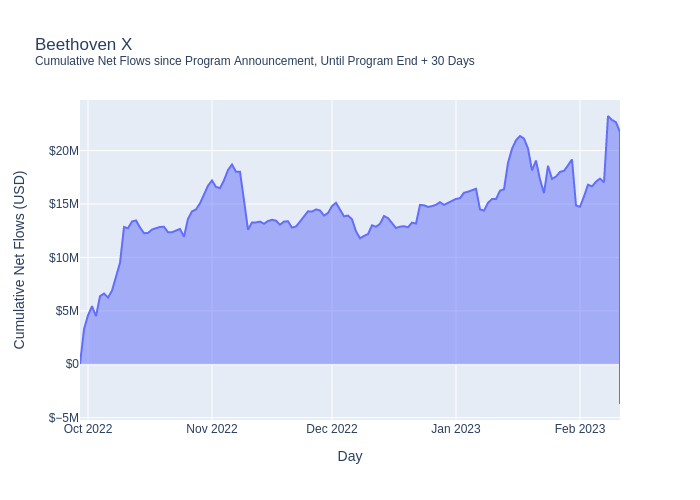 Beethoven X
Cumulative Net Flows since Program Announcement, Until Program End + 30 Days
Cumulative Net Flows (USD)
$20M
$15M
$10M
$5M
$0
$−5M
Oct 2022
Nov 2022
Dec 2022
Jan 2023
Feb 2023
Day